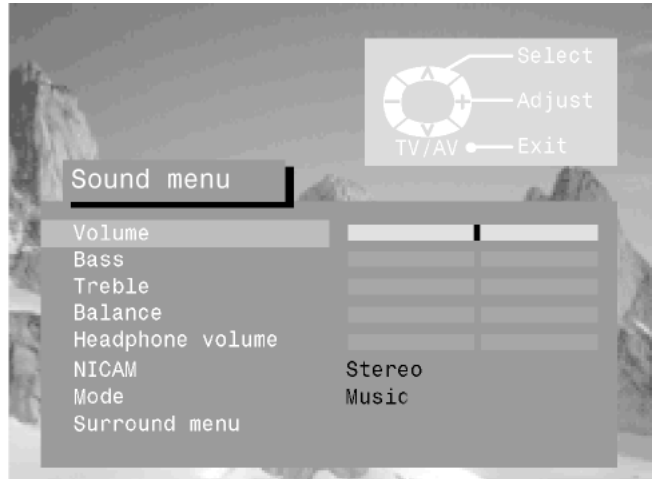 Select
Adjust
TV/AV Exit
Sound menu
Volume
Bass
Treble
Balance
Headphone volume
NICAM Stereo
Mode Music
Surround menu